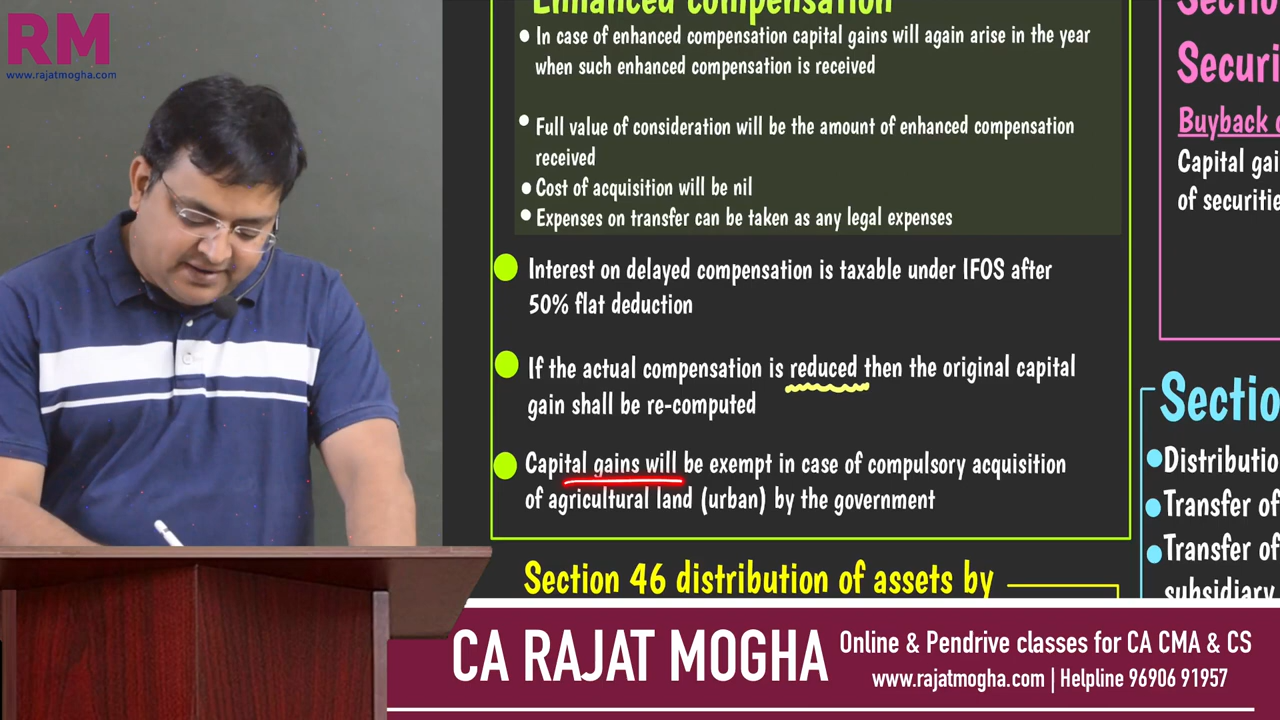 RM
www.rajatmogha.com
Enhanced compensation
In case of enhanced compensation capital gains will again arise in the year
when such enhanced compensation is received
Full value of consideration will be the amount of enhanced compensation
received
Cost of acquisition will be nil
Expenses on transfer can be taken as any legal expenses
Interest on delayed compensation is taxable under IFOS after
50% flat deduction
If the actual compensation is reduced then the original capital
gain shall be re-computed
Capital gains will be exempt in case of compulsory acquisition
of agricultural land (urban) by the government
Section 46 distribution of assets by
Sectio
Securi
Buyback
Capital gai
of securitie
Sectio
Distributio
Transfer of
Transfer of
subsidiary
CA RAJAT MOGHA
Online & Pendrive classes for CA CMA & CS
www.rajatmogha.com | Helpline 96906 91957